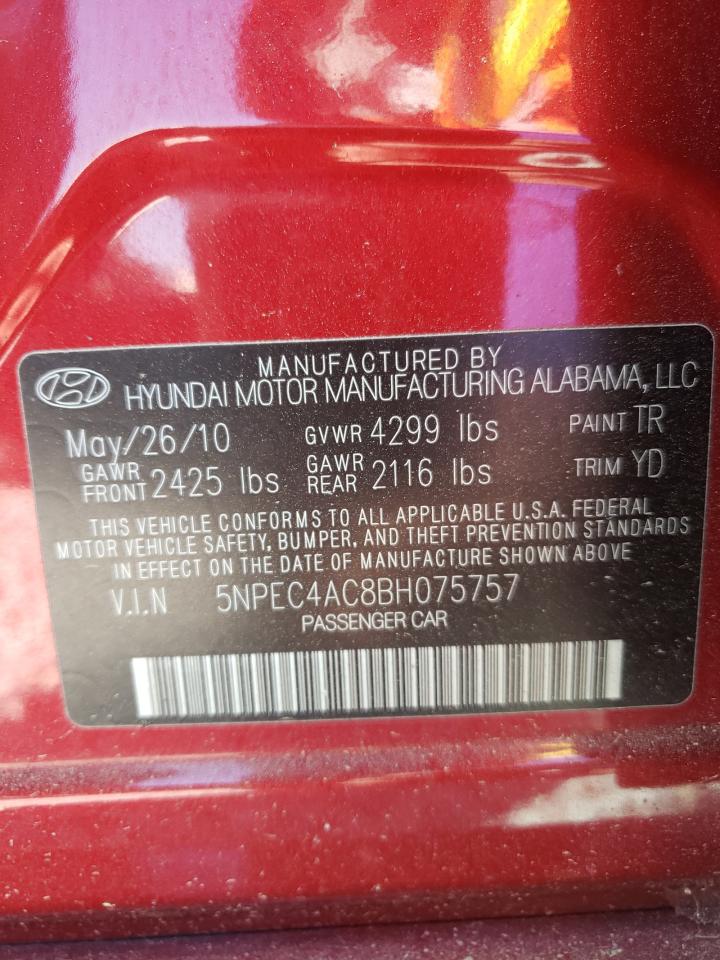 MANUFACTURED BY
HYUNDAI MOTOR MANUFACTURING ALABAMA, LLC
May/26/10 GVWR 4299 lbs PAINT TR
GAWR FRONT 2425 lbs GAWR REAR 2116 lbs TRIM YD
THIS VEHICLE CONFORMS TO ALL APPLICABLE U.S.A. FEDERAL
MOTOR VEHICLE SAFETY, BUMPER, AND THEFT PREVENTION STANDARDS
IN EFFECT ON THE DATE OF MANUFACTURE SHOWN ABOVE
V.I.N 5NPEC4AC8BH075757
PASSENGER CAR